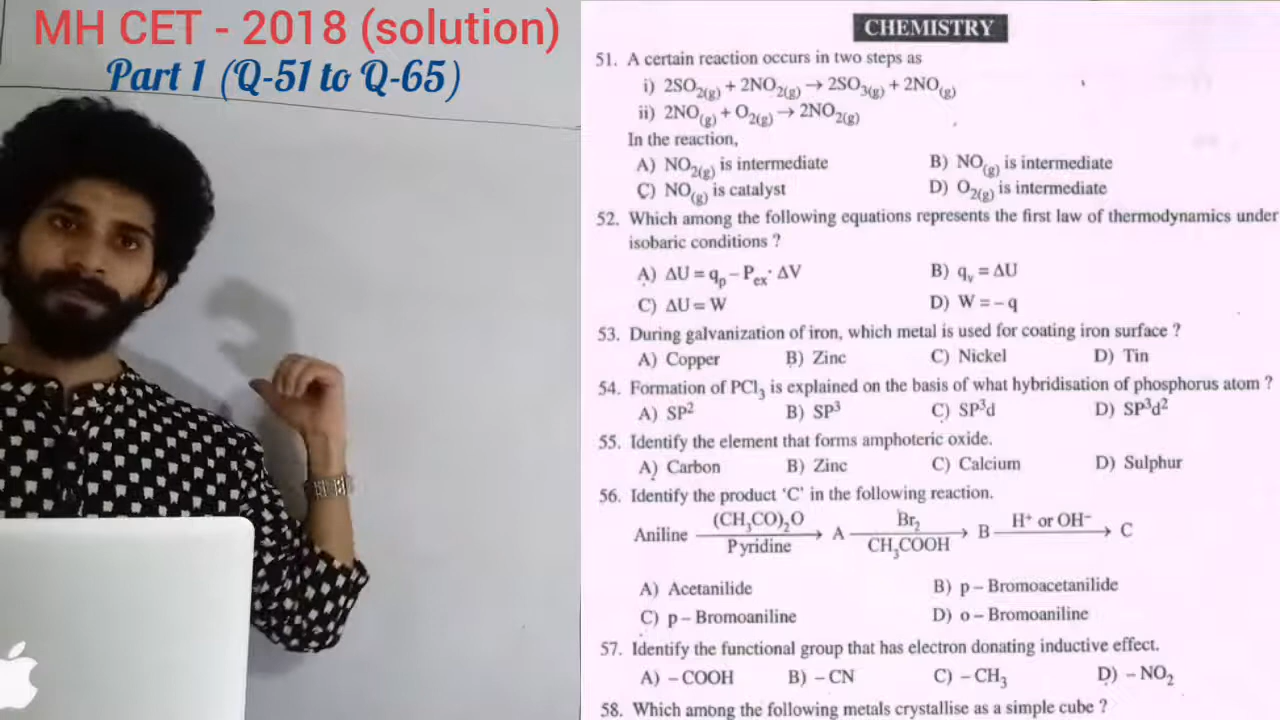 MH CET - 2018 (solution)
Part 1 (Q-51 to Q-65)
CHEMISTRY
51. A certain reaction occurs in two steps as
i) 2SO₂(g) + 2NO₂(g) → 2SO₃(g) + 2NO(g)
ii) 2NO(g) + O₂(g) → 2NO₂(g)
In the reaction,
A) NO₂(g) is intermediate B) NO(g) is intermediate
C) NO(g) is catalyst D) O₂(g) is intermediate
52. Which among the following equations represents the first law of thermodynamics under
isobaric conditions ?
A) ΔU = qₚ – Pex· ΔV B) qᵥ = ΔU
C) ΔU = W D) W = – q
53. During galvanization of iron, which metal is used for coating iron surface ?
A) Copper B) Zinc C) Nickel D) Tin
54. Formation of PCl₃ is explained on the basis of what hybridisation of phosphorus atom ?
A) SP² B) SP³ C) SP³d D) SP³d²
55. Identify the element that forms amphoteric oxide.
A) Carbon B) Zinc C) Calcium D) Sulphur
56. Identify the product ‘C’ in the following reaction.
(CH₃CO)₂O Br₂ H⁺ or OH⁻
Aniline → A → B → C
Pyridine CH₃COOH
A) Acetanilide B) p – Bromoacetanilide
C) p – Bromoaniline D) o – Bromoaniline
57. Identify the functional group that has electron donating inductive effect.
A) – COOH B) – CN C) – CH₃ D) – NO₂
58. Which among the following metals crystallise as a simple cube ?